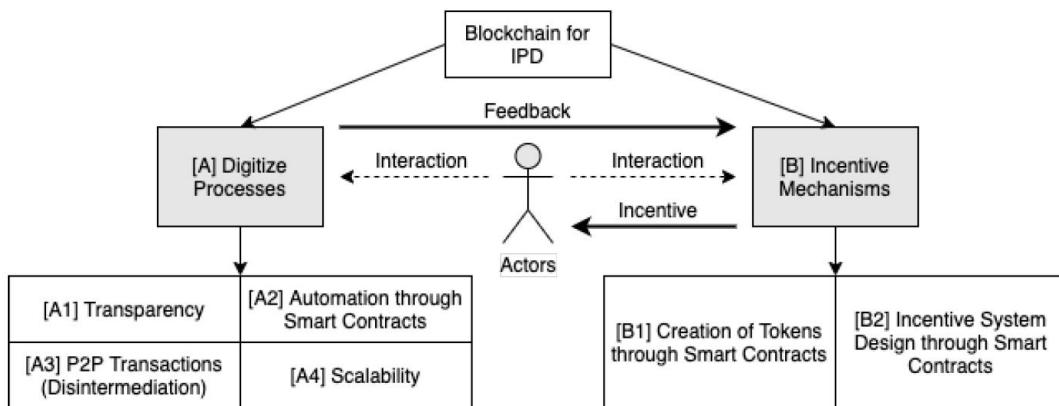 Blockchain for
IPD
Feedback
[A] Digitize
Processes
Interaction
Interaction
[B] Incentive
Mechanisms
Incentive
Actors
[A1] Transparency
[A2] Automation through
Smart Contracts
[A3] P2P Transactions
(Disintermediation)
[A4] Scalability
[B1] Creation of Tokens
through Smart Contracts
[B2] Incentive System
Design through Smart
Contracts